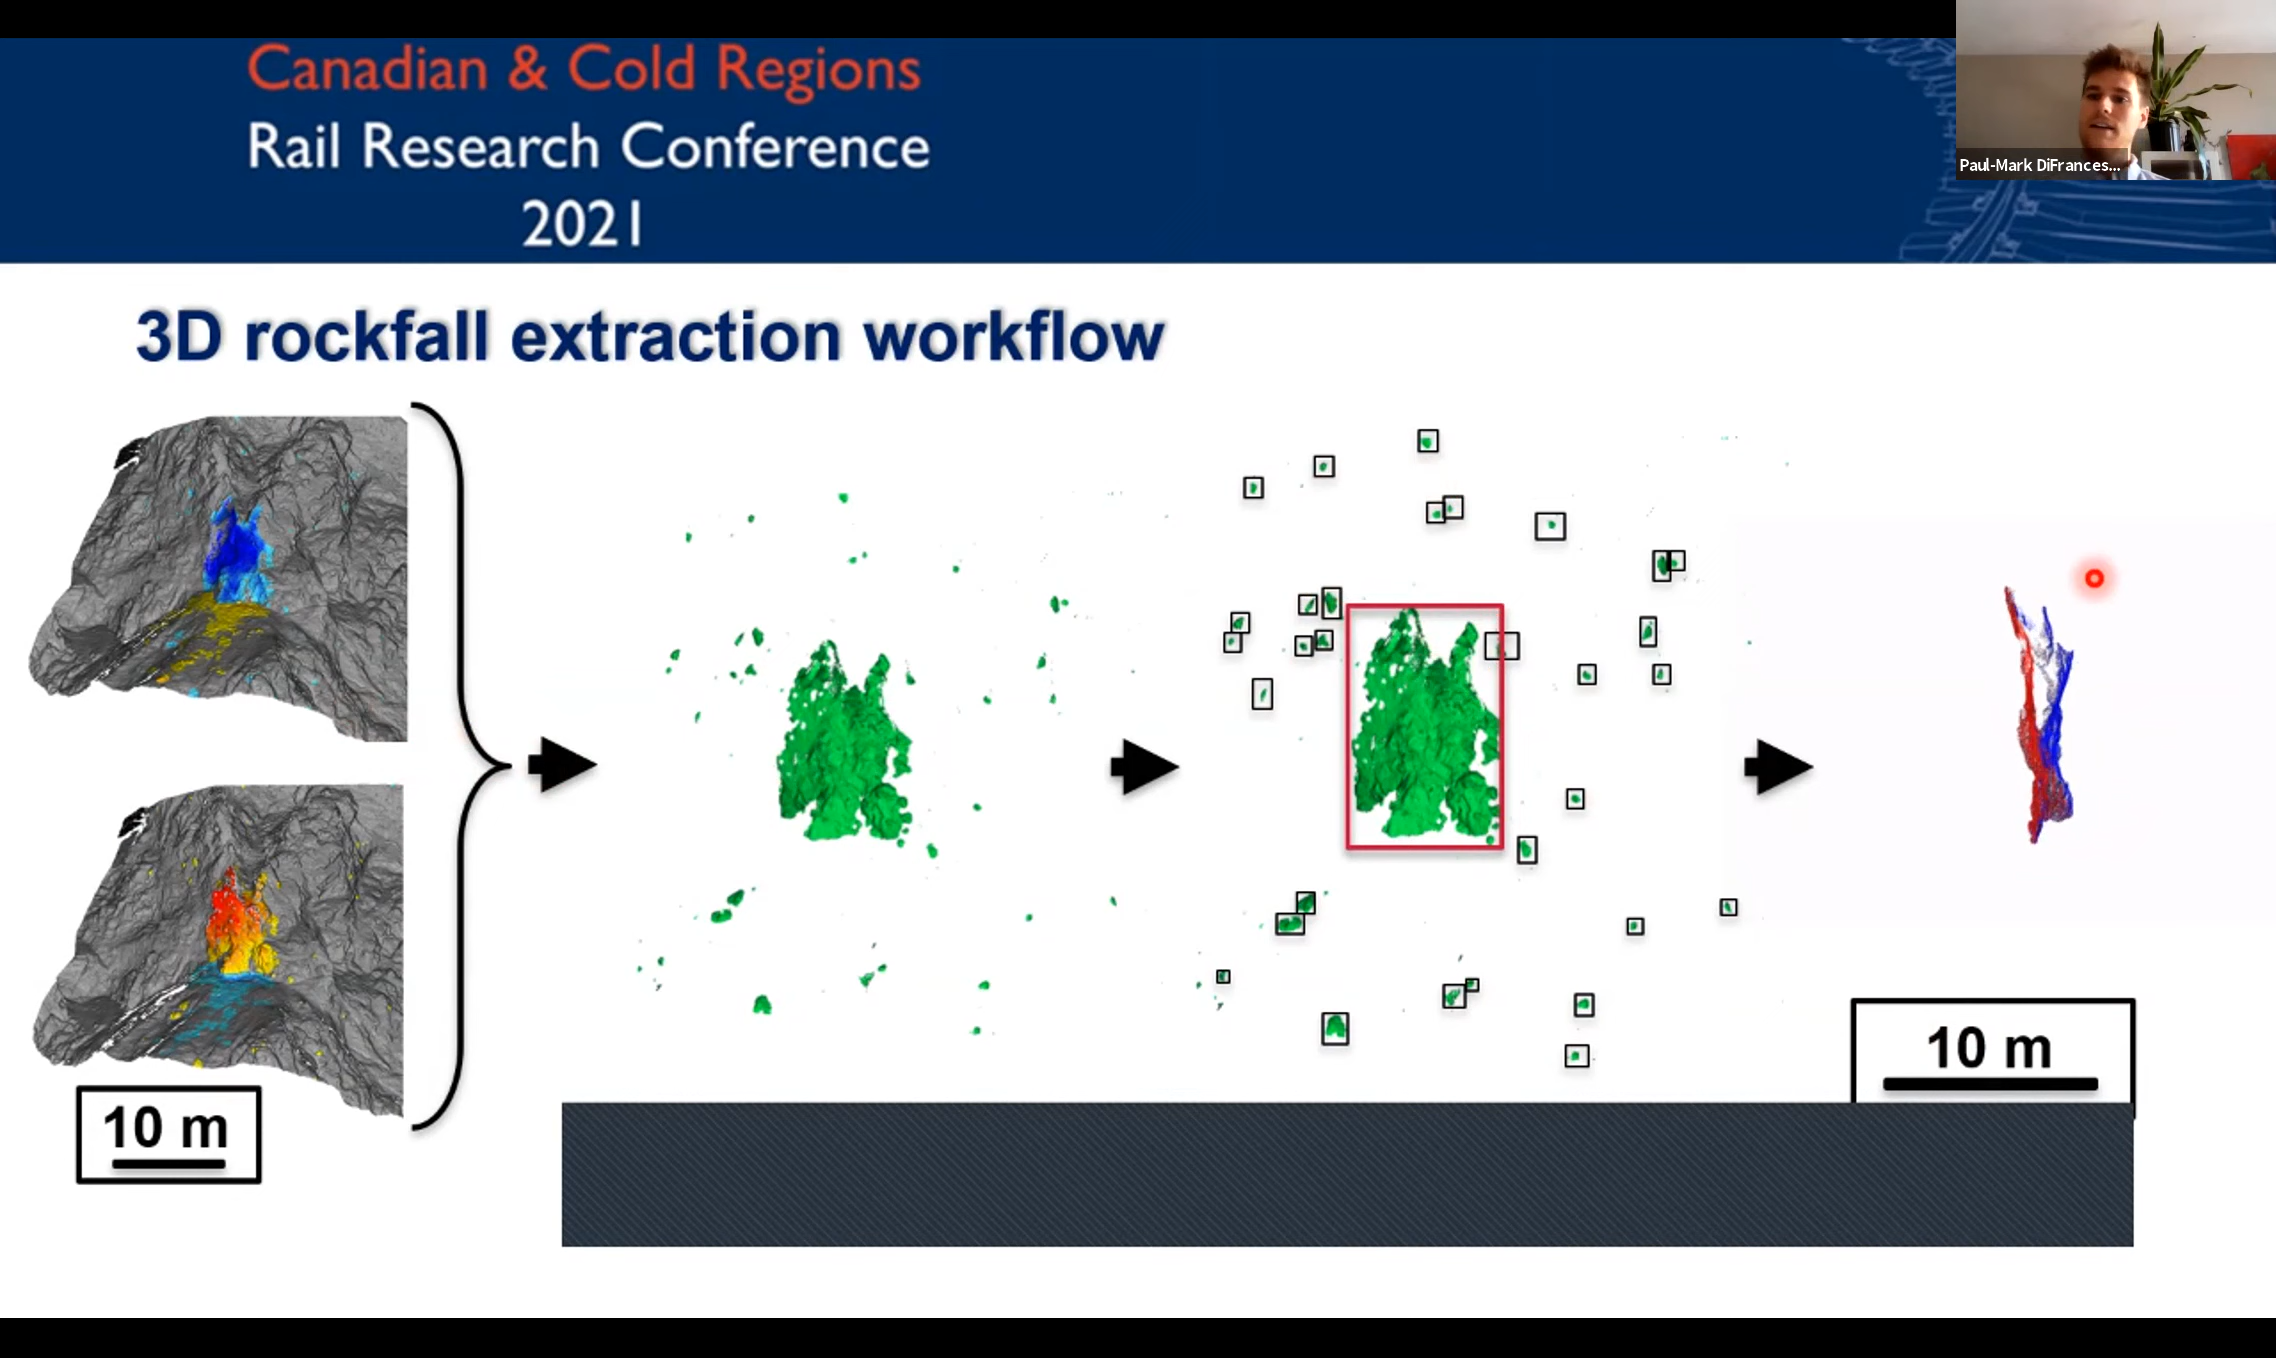 Canadian & Cold Regions
Rail Research Conference
2021
Paul-Mark DiFrances...
3D rockfall extraction workflow
10 m
10 m